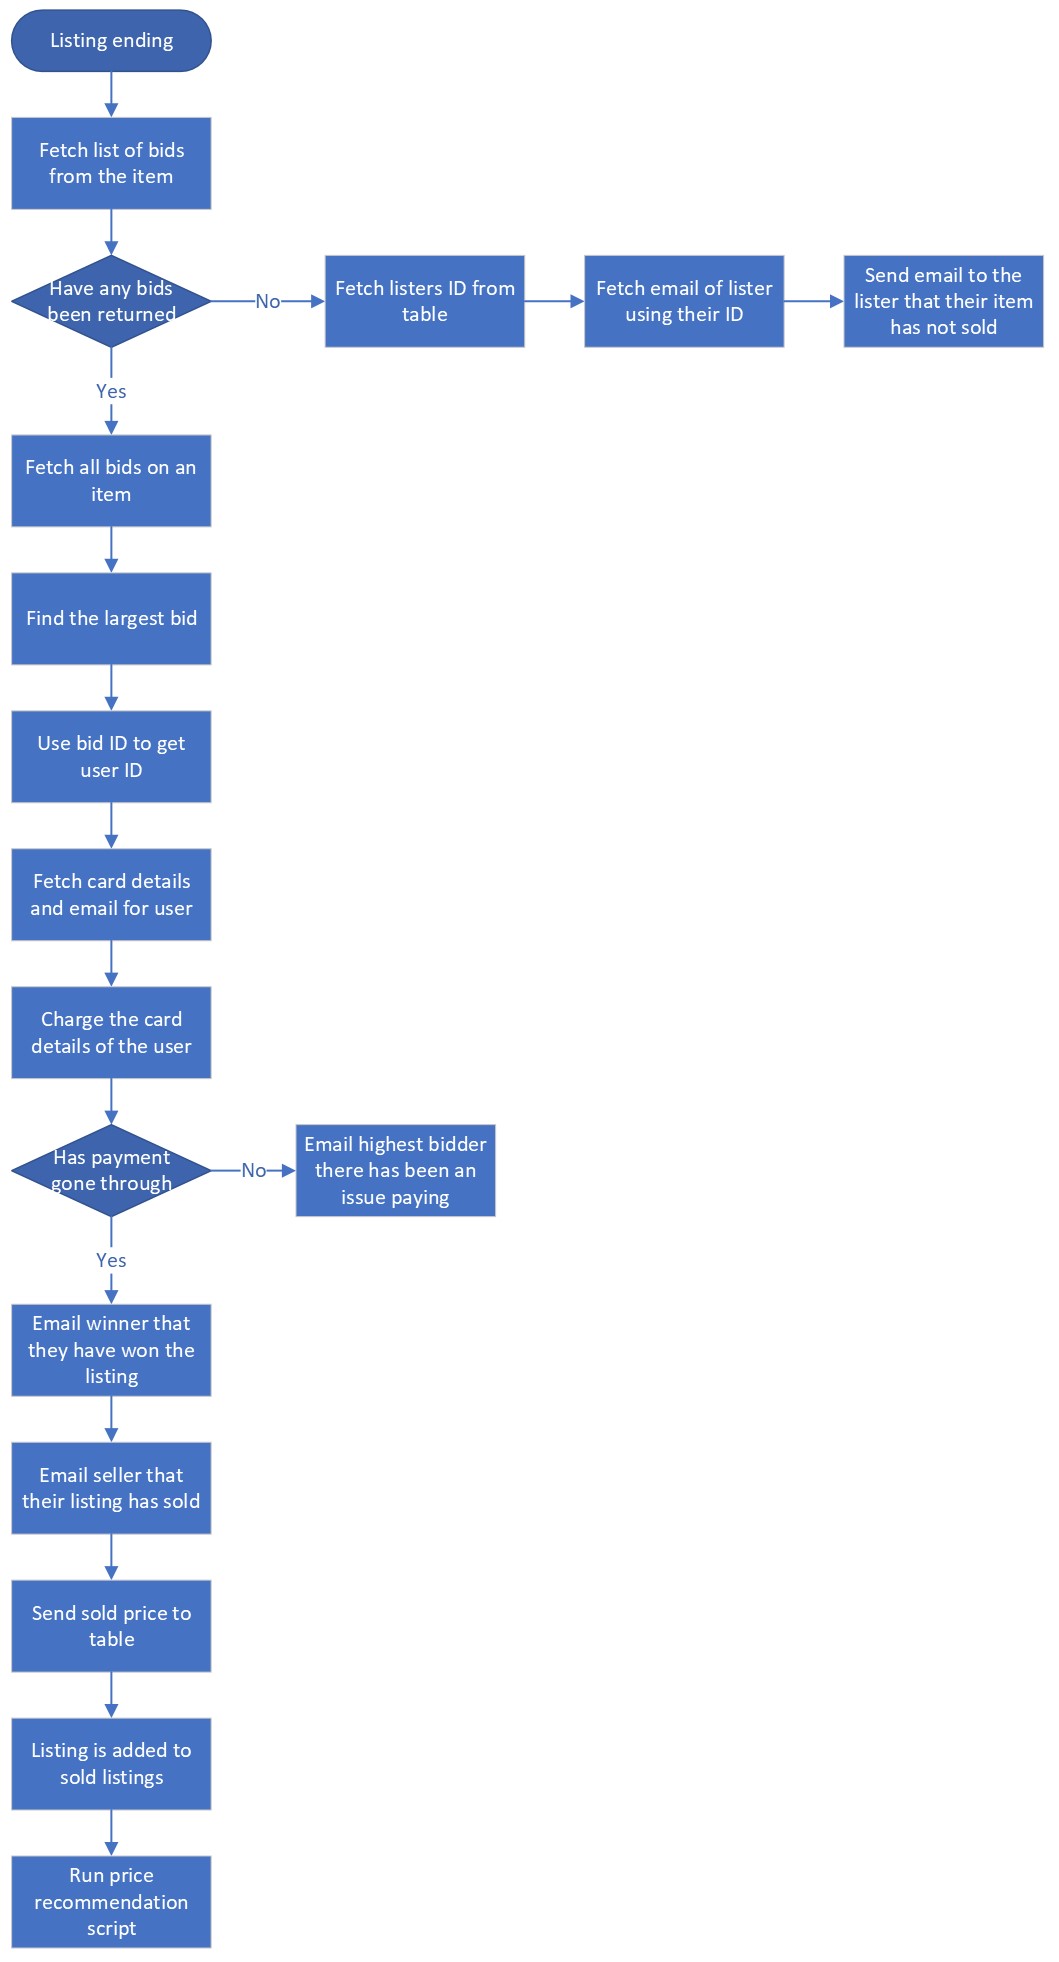 Listing ending
Fetch list of bids
from the item
Have any bids
been returned
No
Fetch listers ID from
table
Fetch email of lister
using their ID
Send email to the
lister that their item
has not sold
Yes
Fetch all bids on an
item
Find the largest bid
Use bid ID to get
user ID
Fetch card details
and email for user
Charge the card
details of the user
Has payment
gone through
No
Email highest bidder
there has been an
issue paying
Yes
Email winner that
they have won the
listing
Email seller that
their listing has sold
Send sold price to
table
Listing is added to
sold listings
Run price
recommendation
script